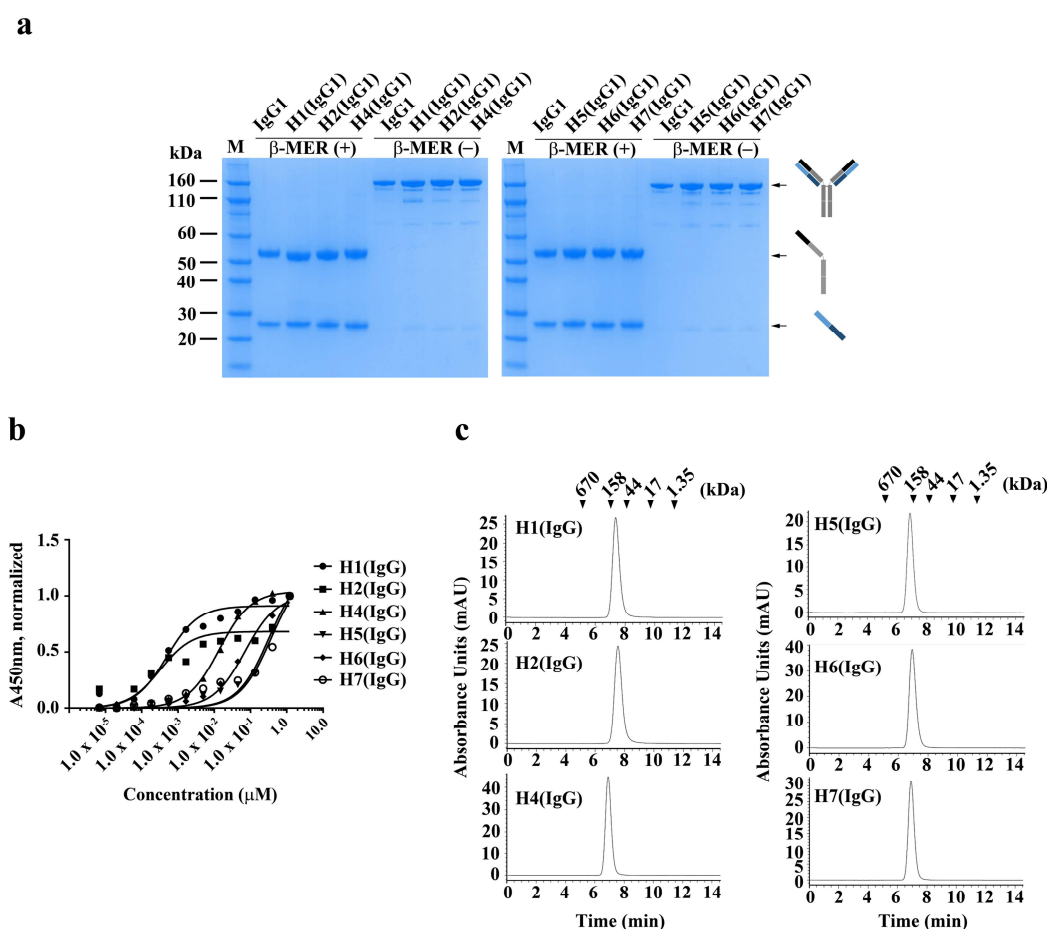 a
IgG1 H1(IgG1) H2(IgG1) H4(IgG1) IgG1 H1(IgG1) H2(IgG1) H4(IgG1) IgG1 H5(IgG1) H6(IgG1) H7(IgG1) IgG1 H5(IgG1) H6(IgG1) H7(IgG1)
kDa M β-MER (+) β-MER (−) M β-MER (+) β-MER (−)
160
110
60
50
40
30
20
b
A450nm, normalized
1.5
1.0
0.5
0.0
1.0 x 10-5 1.0 x 10-4 1.0 x 10-3 1.0 x 10-2 1.0 x 10-1 1.0 10.0
Concentration (μM)
H1(IgG)
H2(IgG)
H4(IgG)
H5(IgG)
H6(IgG)
H7(IgG)
c
670 158 44 17 1.35 (kDa)
Absorbance Units (mAU)
H1(IgG)
25
20
15
10
5
0
0 2 4 6 8 10 12 14
H2(IgG)
25
20
15
10
5
0
0 2 4 6 8 10 12 14
H4(IgG)
40
30
20
10
0
0 2 4 6 8 10 12 14
Time (min)
670 158 44 17 1.35 (kDa)
Absorbance Units (mAU)
H5(IgG)
20
15
10
5
0
0 2 4 6 8 10 12 14
H6(IgG)
40
30
20
10
0
0 2 4 6 8 10 12 14
H7(IgG)
30
25
20
15
10
5
0
0 2 4 6 8 10 12 14
Time (min)